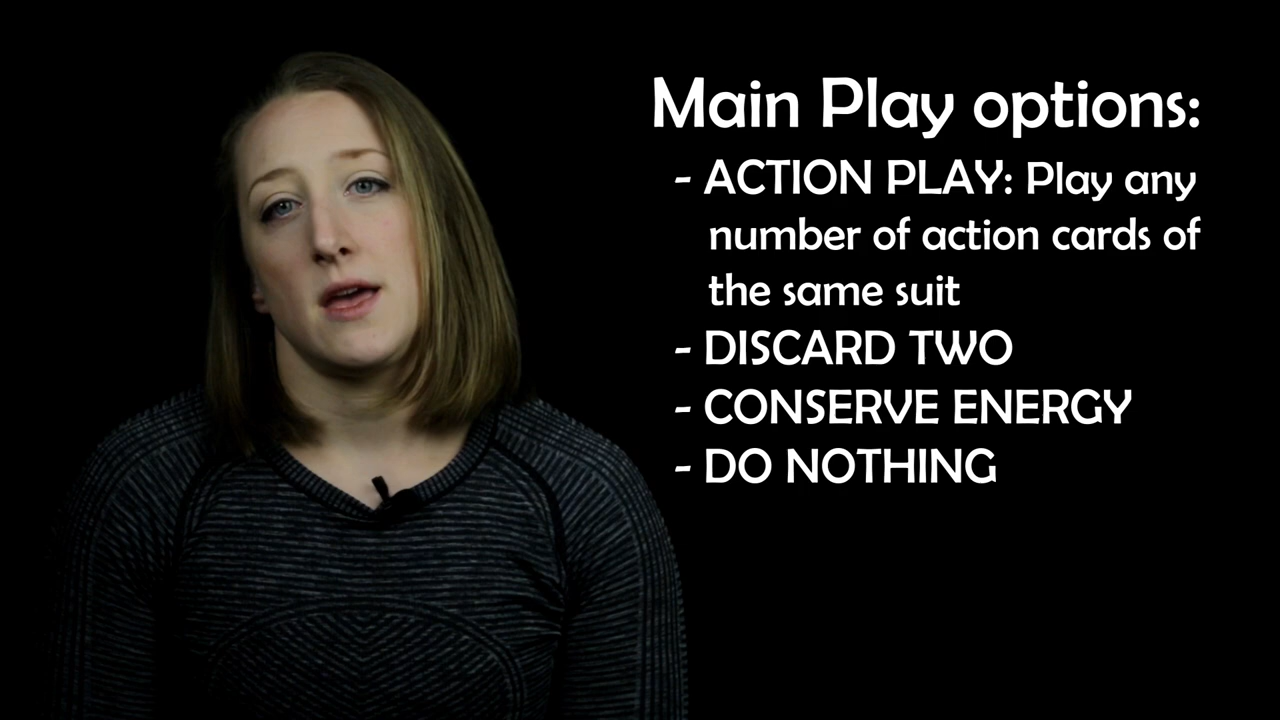 Main Play options:
- ACTION PLAY: Play any
number of action cards of
the same suit
- DISCARD TWO
- CONSERVE ENERGY
- DO NOTHING